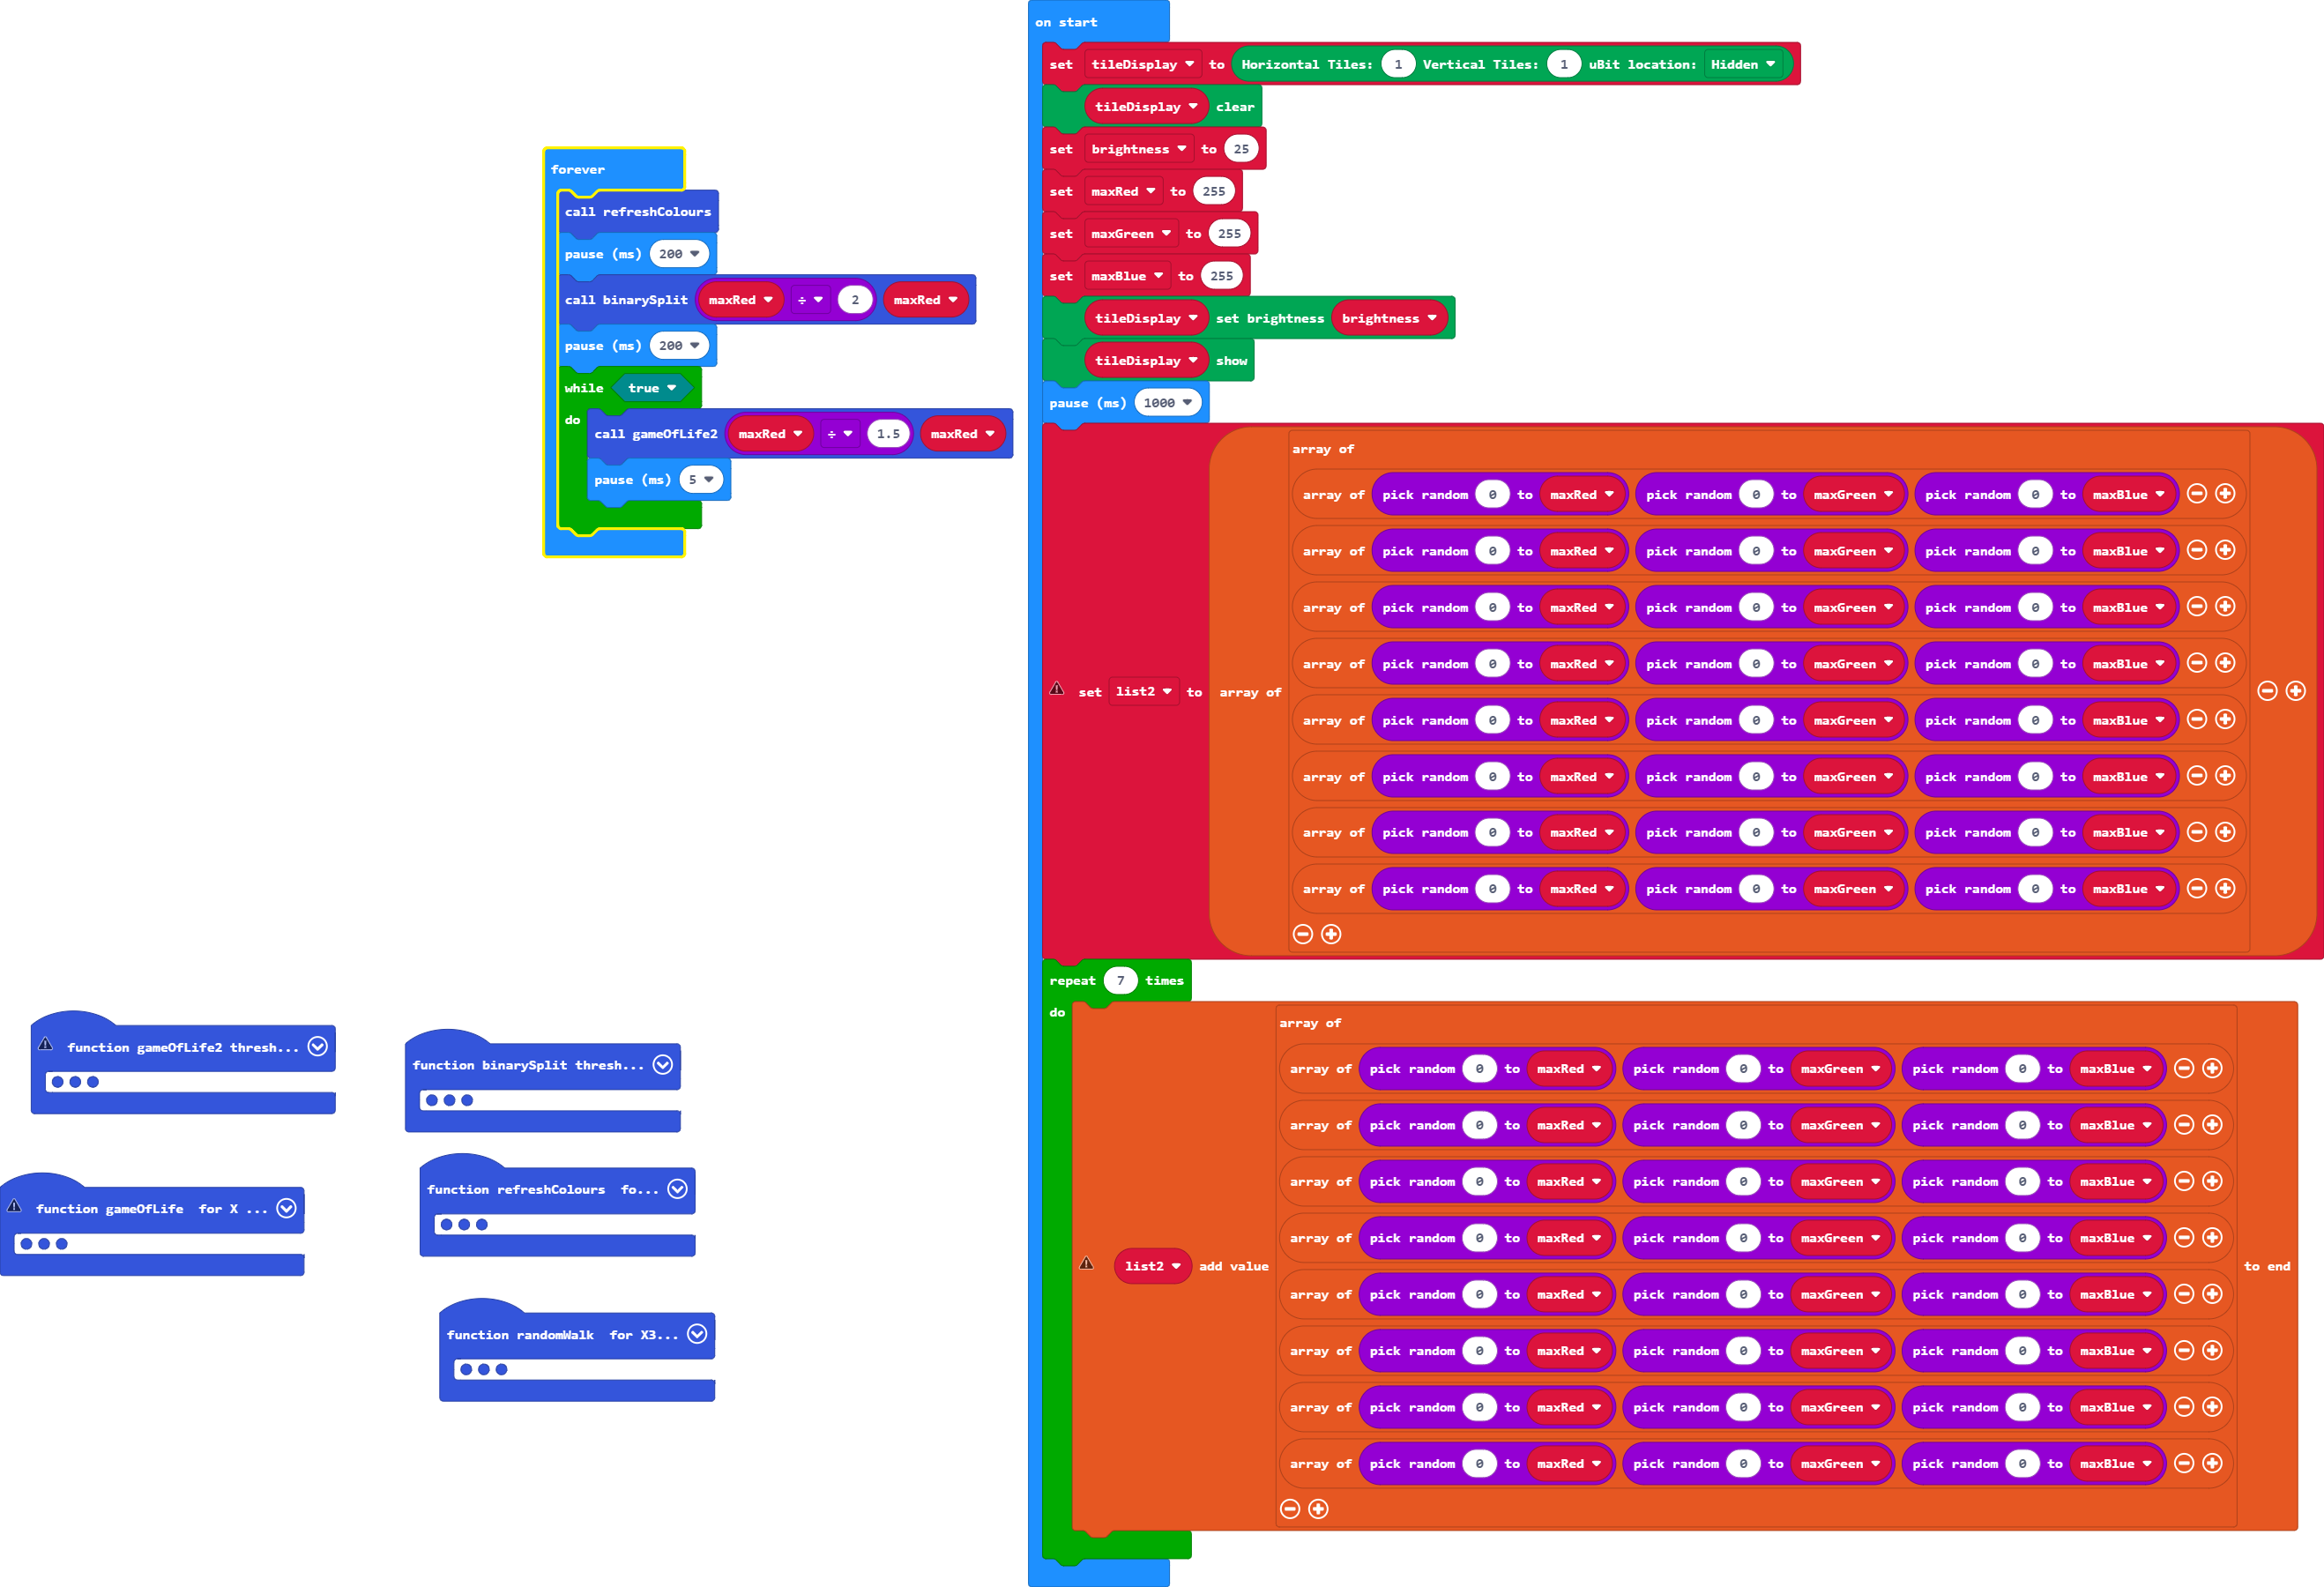 forever
call refreshColours
pause (ms) 200
call binarySplit maxRed ÷ 2 maxRed
pause (ms) 200
while true
do
call gameOfLife2 maxRed ÷ 1.5 maxRed
pause (ms) 5
function gameOfLife2 thresh...
function binarySplit thresh...
function gameOfLife for X ...
function refreshColours fo...
function randomWalk for X3...
on start
set tileDisplay to Horizontal Tiles: 1 Vertical Tiles: 1 uBit location: Hidden
tileDisplay clear
set brightness to 25
set maxRed to 255
set maxGreen to 255
set maxBlue to 255
tileDisplay set brightness brightness
tileDisplay show
pause (ms) 1000
set list2 to array of
array of
array of pick random 0 to maxRed pick random 0 to maxGreen pick random 0 to maxBlue
array of pick random 0 to maxRed pick random 0 to maxGreen pick random 0 to maxBlue
array of pick random 0 to maxRed pick random 0 to maxGreen pick random 0 to maxBlue
array of pick random 0 to maxRed pick random 0 to maxGreen pick random 0 to maxBlue
array of pick random 0 to maxRed pick random 0 to maxGreen pick random 0 to maxBlue
array of pick random 0 to maxRed pick random 0 to maxGreen pick random 0 to maxBlue
array of pick random 0 to maxRed pick random 0 to maxGreen pick random 0 to maxBlue
array of pick random 0 to maxRed pick random 0 to maxGreen pick random 0 to maxBlue
repeat 7 times
do
list2 add value
array of
array of pick random 0 to maxRed pick random 0 to maxGreen pick random 0 to maxBlue
array of pick random 0 to maxRed pick random 0 to maxGreen pick random 0 to maxBlue
array of pick random 0 to maxRed pick random 0 to maxGreen pick random 0 to maxBlue
array of pick random 0 to maxRed pick random 0 to maxGreen pick random 0 to maxBlue
array of pick random 0 to maxRed pick random 0 to maxGreen pick random 0 to maxBlue
array of pick random 0 to maxRed pick random 0 to maxGreen pick random 0 to maxBlue
array of pick random 0 to maxRed pick random 0 to maxGreen pick random 0 to maxBlue
array of pick random 0 to maxRed pick random 0 to maxGreen pick random 0 to maxBlue
to end